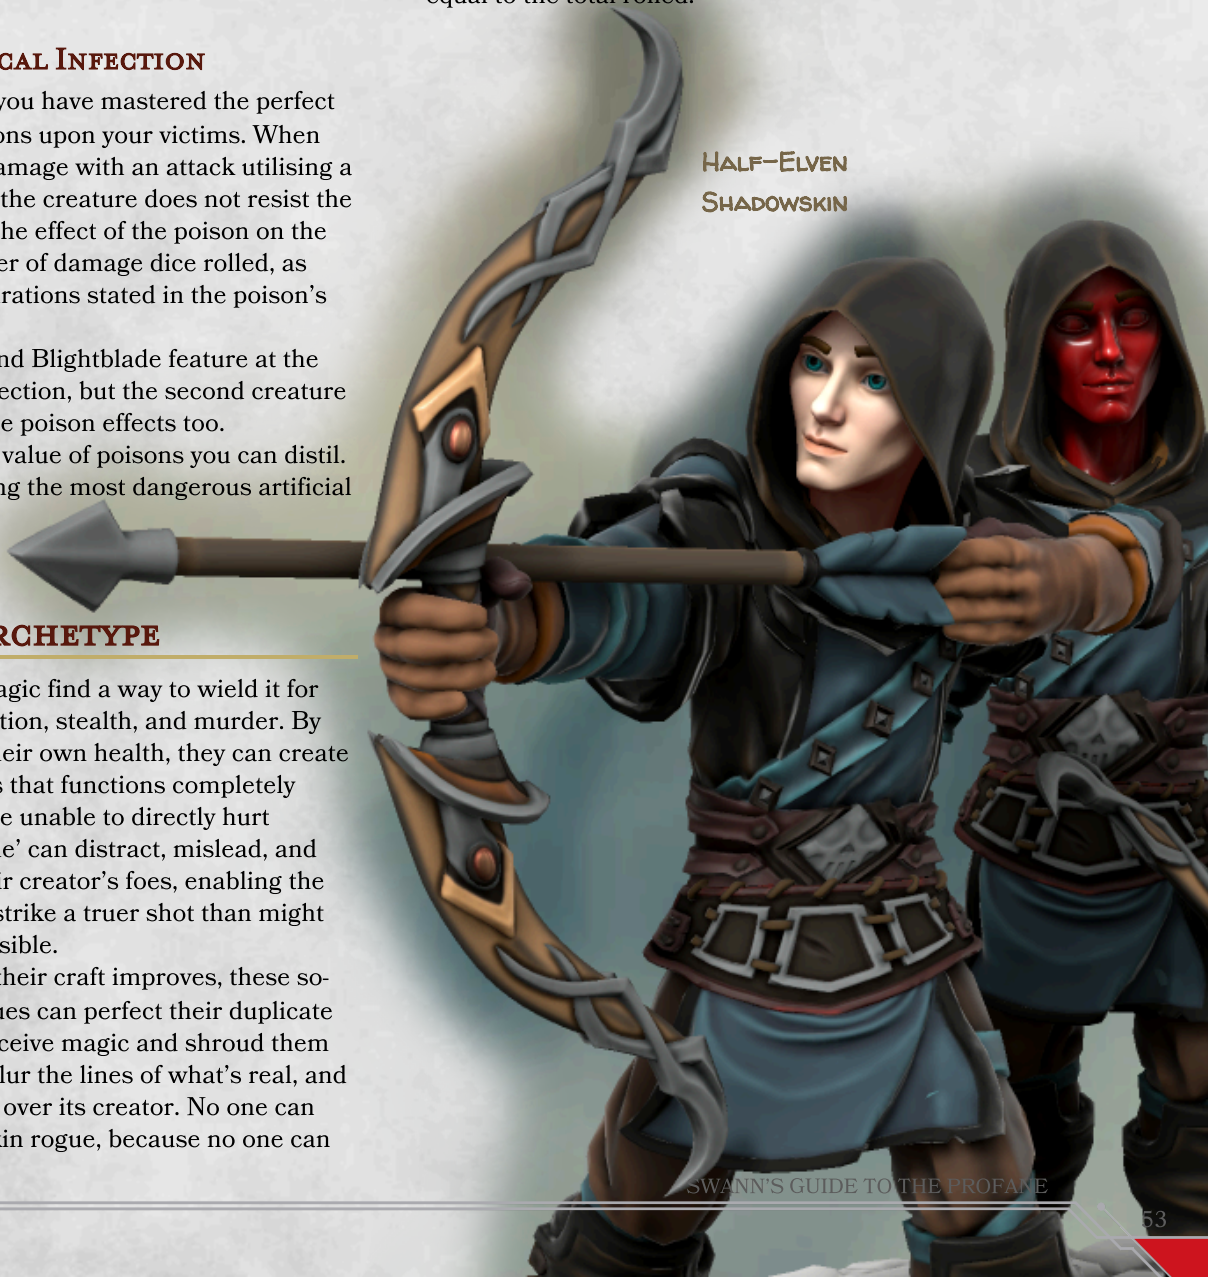 equal to the total rolled.
cal Infection
you have mastered the perfect
ons upon your victims. When
amage with an attack utilising a
the creature does not resist the
he effect of the poison on the
er of damage dice rolled, as
rations stated in the poison's
nd Blightblade feature at the
ection, but the second creature
e poison effects too.
value of poisons you can distil.
ng the most dangerous artificial
rchetype
agic find a way to wield it for
tion, stealth, and murder. By
heir own health, they can create
s that functions completely
e unable to directly hurt
e' can distract, mislead, and
ir creator's foes, enabling the
strike a truer shot than might
sible.
their craft improves, these so-
ues can perfect their duplicate
ceive magic and shroud them
lur the lines of what's real, and
over its creator. No one can
kin rogue, because no one can
Half-Elven
Shadowskin
SWANN'S GUIDE TO THE PROFANE
53